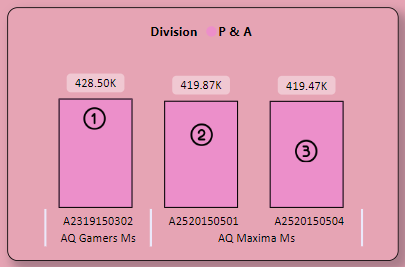 Division P & A
428.50K 419.87K 419.47K
1 2 3
A2319150302 A2520150501 A2520150504
AQ Gamers Ms AQ Maxima Ms